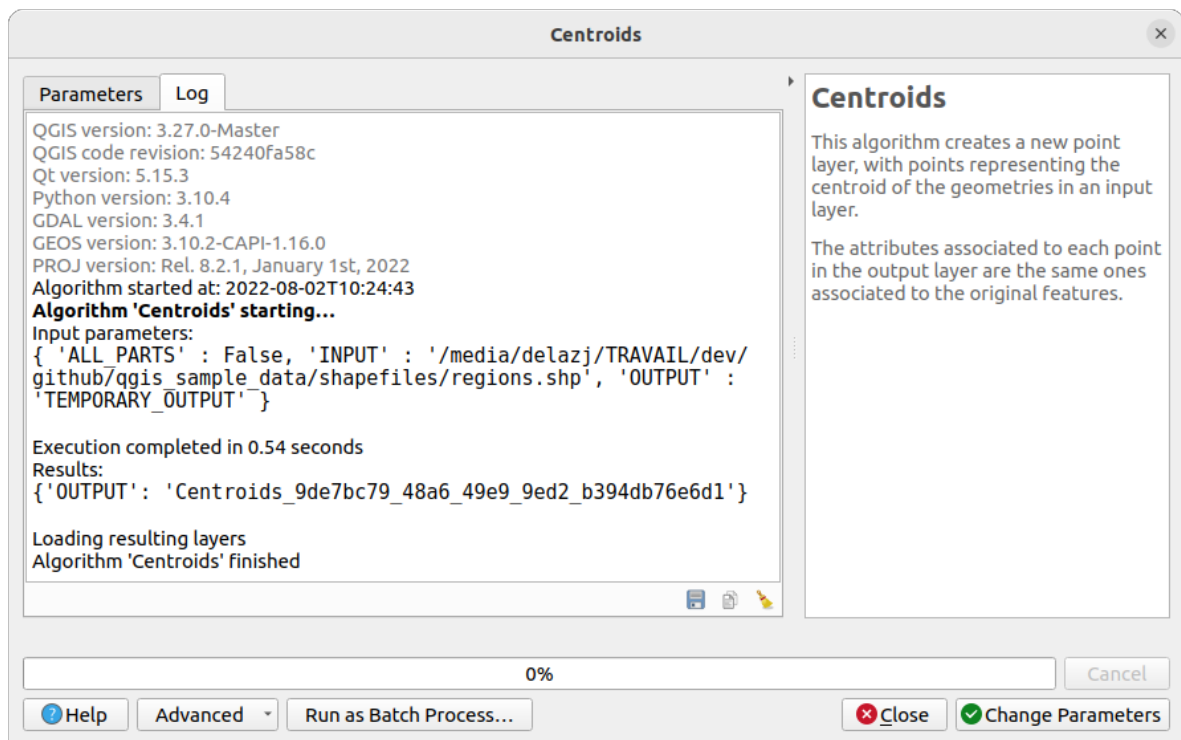 Centroids
Parameters
Log
QGIS version: 3.27.0-Master
QGIS code revision: 54240fa58c
Qt version: 5.15.3
Python version: 3.10.4
GDAL version: 3.4.1
GEOS version: 3.10.2-CAPI-1.16.0
PROJ version: Rel. 8.2.1, January 1st, 2022
Algorithm started at: 2022-08-02T10:24:43
Algorithm 'Centroids' starting…
Input parameters:
{ 'ALL_PARTS' : False, 'INPUT' : '/media/delazj/TRAVAIL/dev/
github/qgis_sample_data/shapefiles/regions.shp', 'OUTPUT' :
'TEMPORARY_OUTPUT' }
Execution completed in 0.54 seconds
Results:
{'OUTPUT': 'Centroids_9de7bc79_48a6_49e9_9ed2_b394db76e6d1'}
Loading resulting layers
Algorithm 'Centroids' finished
Centroids
This algorithm creates a new point
layer, with points representing the
centroid of the geometries in an input
layer.
The attributes associated to each point
in the output layer are the same ones
associated to the original features.
0%
Cancel
Help
Advanced
Run as Batch Process…
Close
Change Parameters